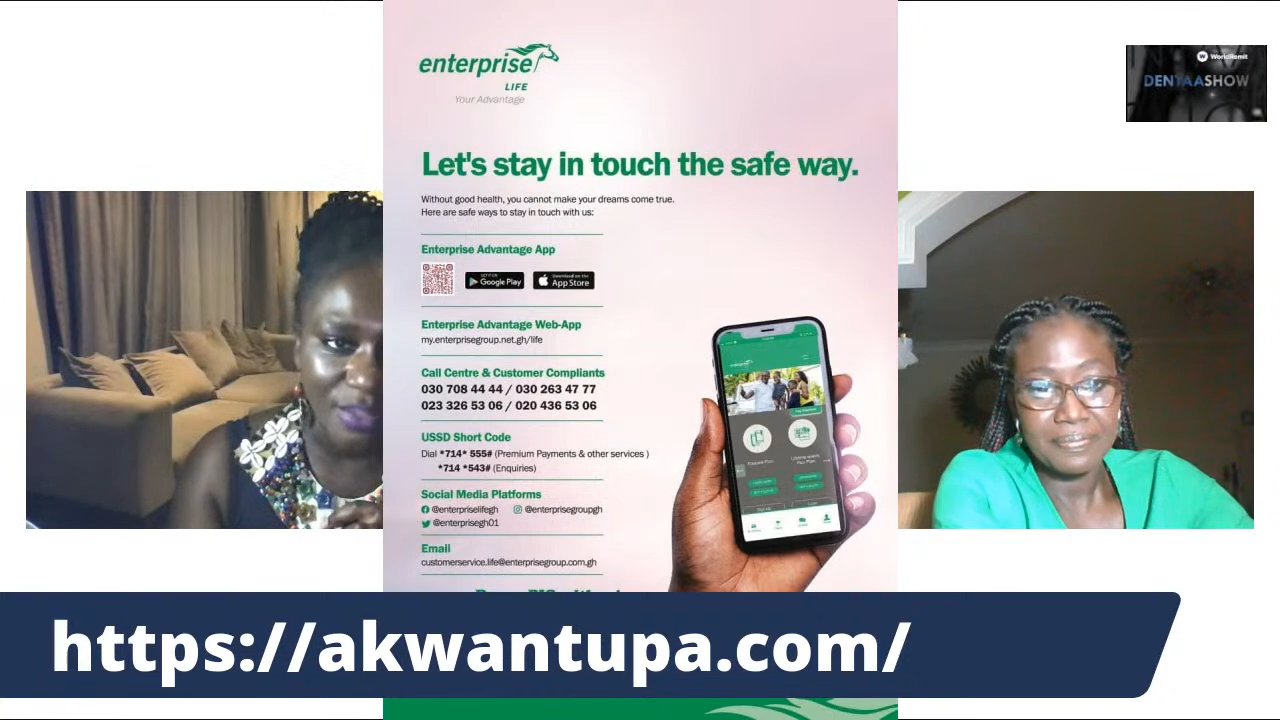 enterprise
LIFE
Your Advantage
WorldRemit
DENTAASHOW
Let's stay in touch the safe way.
Without good health, you cannot make your dreams come true.
Here are safe ways to stay in touch with us:
Enterprise Advantage App
GET IT ON
Google Play
Download on the
App Store
Enterprise Advantage Web-App
my.enterprisegroup.net.gh/life
Call Centre & Customer Compliants
030 708 44 44 / 030 263 47 77
023 326 53 06 / 020 436 53 06
USSD Short Code
Dial *714* 555# (Premium Payments & other services )
*714 *543# (Enquiries)
Social Media Platforms
@enterpriselifegh @enterprisegroupgh
@enterprisegh01
Email
customerservice.life@enterprisegroup.com.gh
https://akwantupa.com/